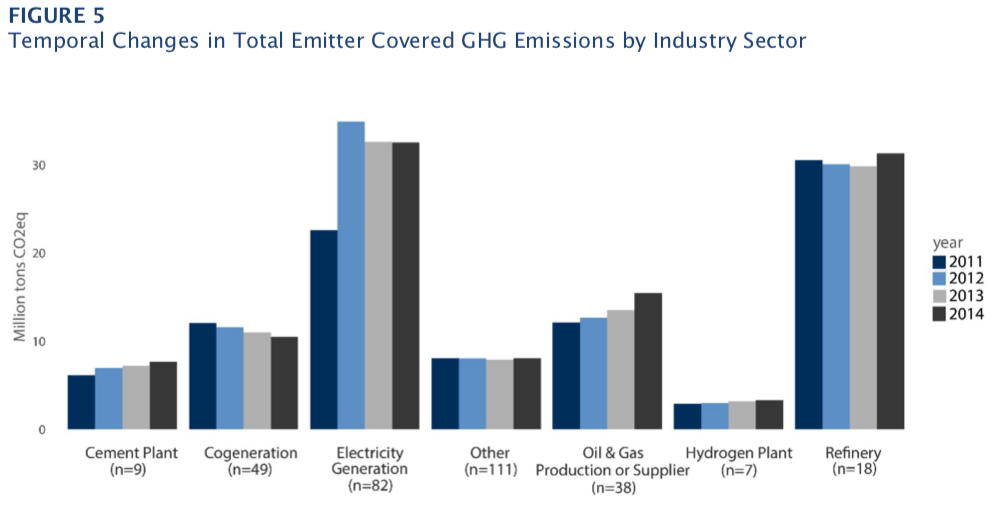 FIGURE 5
Temporal Changes in Total Emitter Covered GHG Emissions by Industry Sector
Million tons CO2eq
30
20
10
0
Cement Plant
(n=9)
Cogeneration
(n=49)
Electricity
Generation
(n=82)
Other
(n=111)
Oil & Gas
Production or Supplier
(n=38)
Hydrogen Plant
(n=7)
Refinery
(n=18)
year
2011
2012
2013
2014